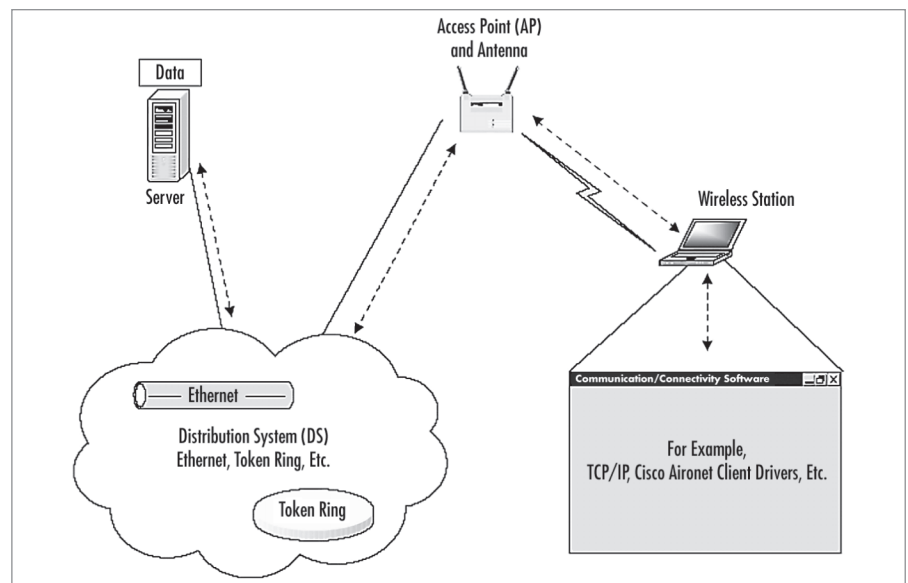 Access Point (AP)
and Antenna
Data
Server
Wireless Station
Communication/Connectivity Software
For Example,
TCP/IP, Cisco Aironet Client Drivers, Etc.
Ethernet
Distribution System (DS)
Ethernet, Token Ring, Etc.
Token Ring